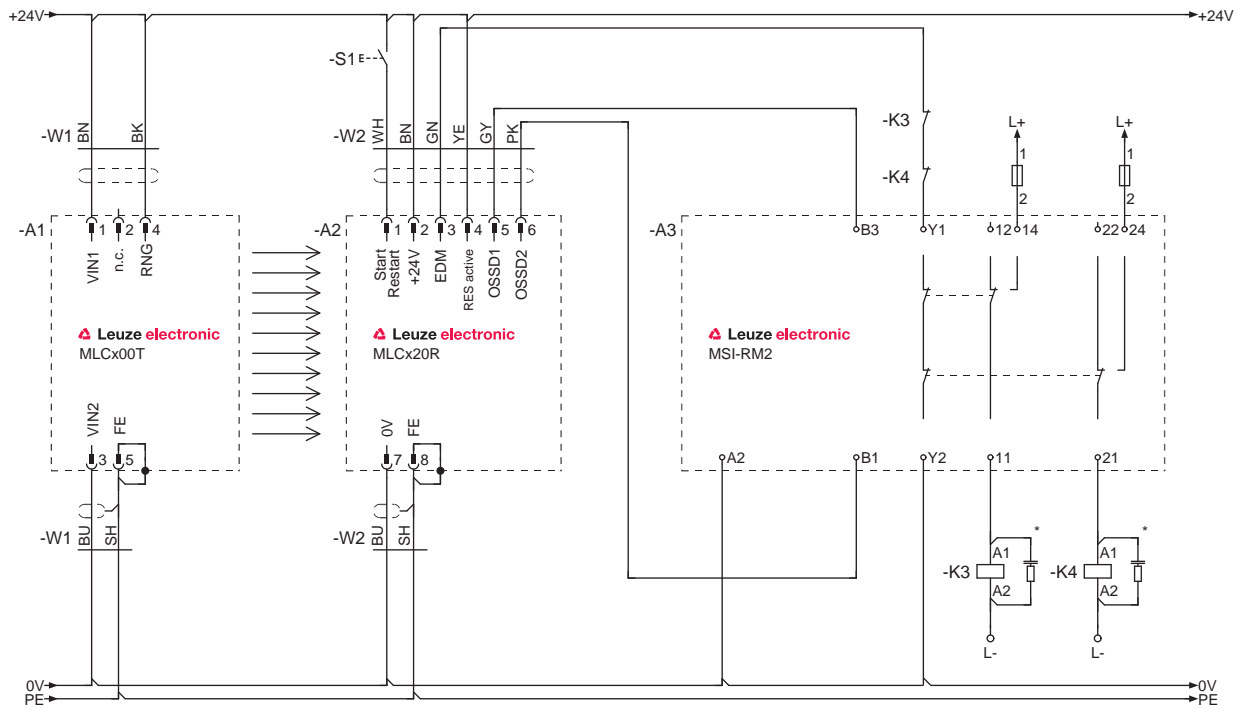 +24V +24V
-S1
-W1 BN BK
-W2 WH BN GN YE GY PK
-K3
-K4
L+ L+
1 1
2 2
-A1 1 2 4
VIN1 n.c. RNG
-A2 1 2 3 4 5 6
Start Restart +24V EDM RES active OSSD1 OSSD2
-A3 B3 Y1 12 14 22 24
Leuze electronic
MLCx00T
Leuze electronic
MLCx20R
Leuze electronic
MSI-RM2
VIN2 FE
3 5
0V FE
7 8
A2 B1 Y2 11 21
-W1 BU SH
-W2 BU SH
-K3 A1 A2 *
-K4 A1 A2 *
L- L-
0V 0V
PE PE